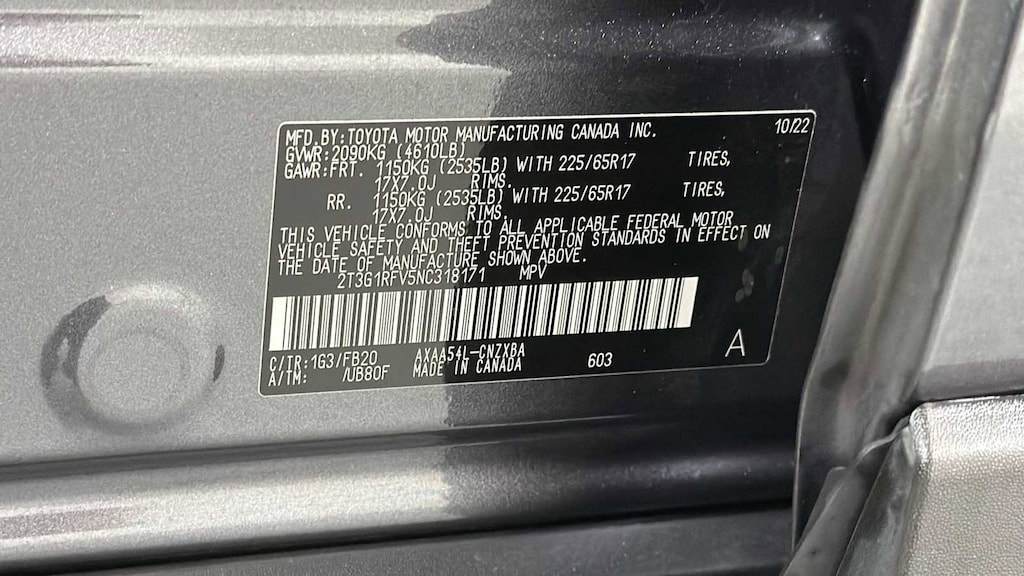 MFD.BY:TOYOTA MOTOR MANUFACTURING CANADA INC. 10/22
GVWR:2090KG (4610LB)
GAWR:FRT. 1150KG (2535LB) WITH 225/65R17 TIRES,
17X7.0J RIMS.
RR. 1150KG (2535LB) WITH 225/65R17 TIRES,
17X7.0J RIMS.
THIS VEHICLE CONFORMS TO ALL APPLICABLE FEDERAL MOTOR
VEHICLE SAFETY AND THEFT PREVENTION STANDARDS IN EFFECT ON
THE DATE OF MANUFACTURE SHOWN ABOVE.
2T3G1RFV5NC318171 MPV
C/TR:1G3/FB20 AXAA54L-CNZXBA 603 A
A/TM: /UB80F MADE IN CANADA